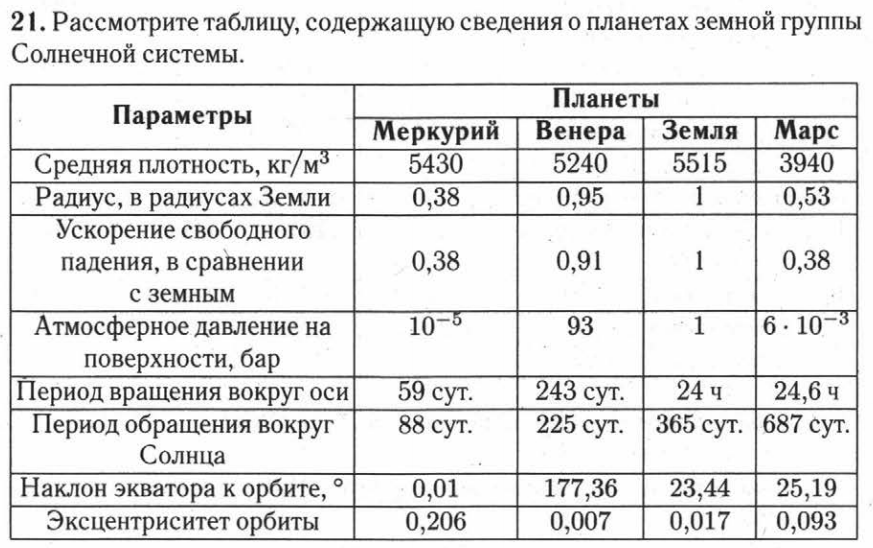 21. Рассмотрите таблицу, содержащую сведения о планетах земной группы
Солнечной системы.
Параметры
Планеты
Меркурий Венера Земля Марс
Средняя плотность, кг/м³ 5430 5240 5515 3940
Радиус, в радиусах Земли 0,38 0,95 1 0,53
Ускорение свободного
падения, в сравнении 0,38 0,91 1 0,38
с земным
Атмосферное давление на 10⁻⁵ 93 1 6 · 10⁻³
поверхности, бар
Период вращения вокруг оси 59 сут. 243 сут. 24 ч 24,6 ч
Период обращения вокруг 88 сут. 225 сут. 365 сут. 687 сут.
Солнца
Наклон экватора к орбите, ° 0,01 177,36 23,44 25,19
Эксцентриситет орбиты 0,206 0,007 0,017 0,093